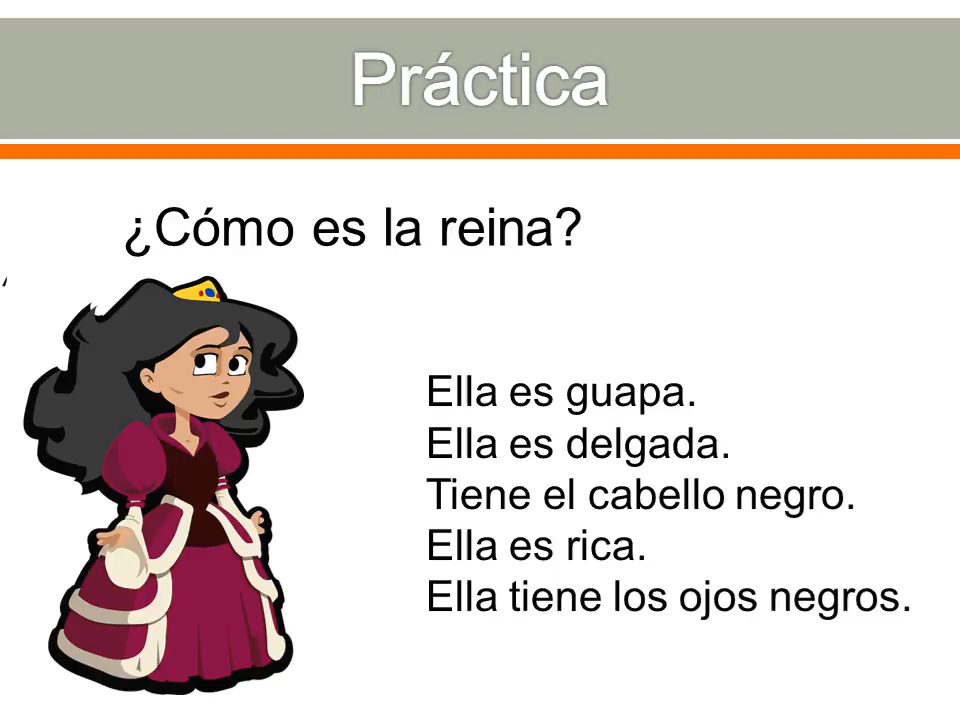 Práctica
¿Cómo es la reina?
Ella es guapa.
Ella es delgada.
Tiene el cabello negro.
Ella es rica.
Ella tiene los ojos negros.